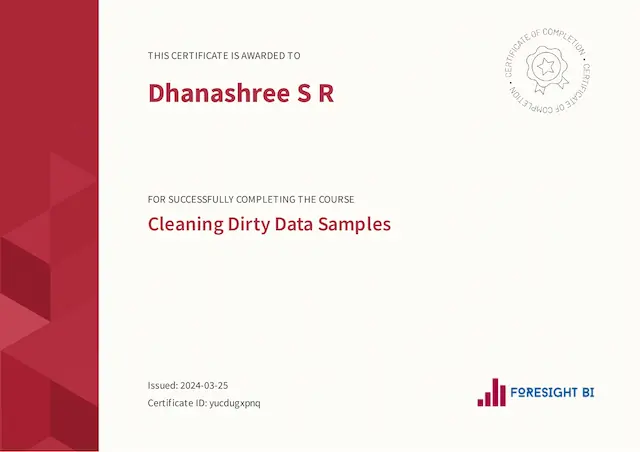 THIS CERTIFICATE IS AWARDED TO
Dhanashree S R
CERTIFICATE OF COMPLETION • CERTIFICATE OF COMPLETION •
FOR SUCCESSFULLY COMPLETING THE COURSE
Cleaning Dirty Data Samples
Issued: 2024-03-25
Certificate ID: yucdugxpnq
FORESIGHT BI